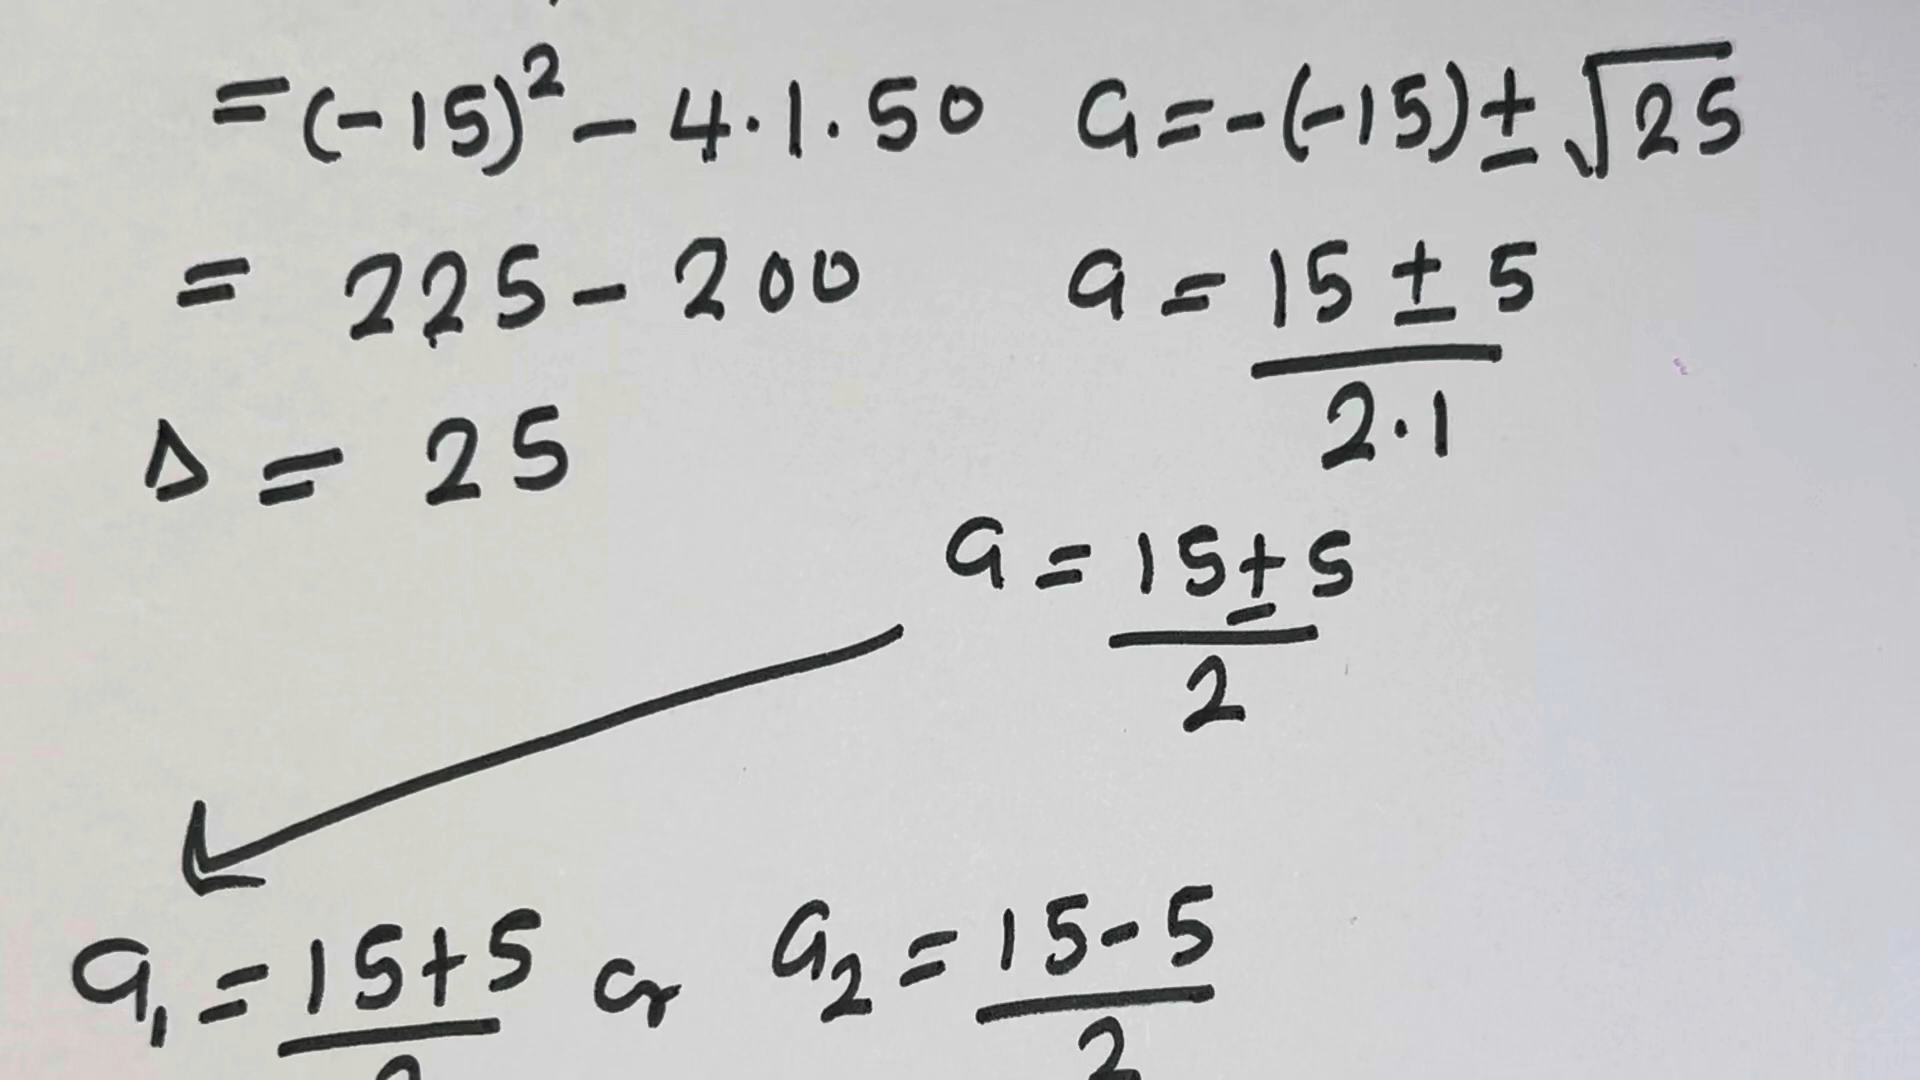 = (-15)² - 4·1·50
= 225 - 200
Δ = 25
a = -(-15) ± √25
a = 15 ± 5
2·1
a = 15 ± 5
2
a₁ = 15+5 or a₂ = 15-5
2 2